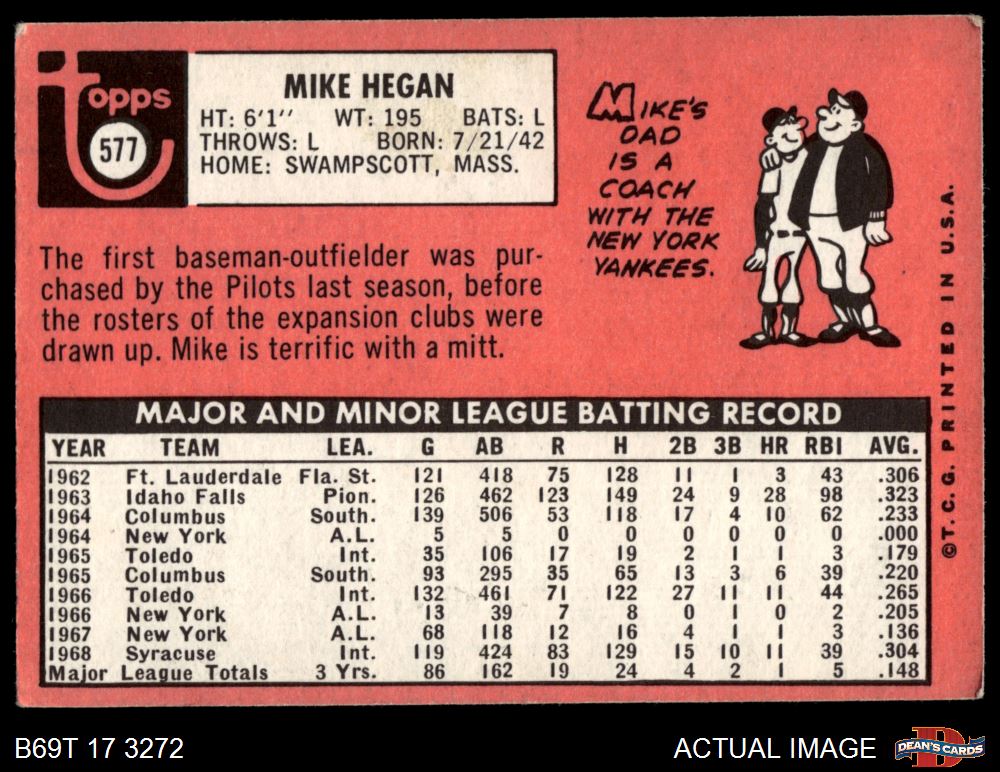 Topps
577
MIKE HEGAN
HT: 6'1'' WT: 195 BATS: L
THROWS: L BORN: 7/21/42
HOME: SWAMPSCOTT, MASS.
MIKE'S
DAD
IS A
COACH
WITH THE
NEW YORK
YANKEES.
The first baseman-outfielder was pur-
chased by the Pilots last season, before
the rosters of the expansion clubs were
drawn up. Mike is terrific with a mitt.
©T.C.G. PRINTED IN U.S.A.
MAJOR AND MINOR LEAGUE BATTING RECORD
YEAR TEAM LEA. G AB R H 2B 3B HR RBI AVG.
1962 Ft. Lauderdale Fla. St. 121 418 75 128 11 1 3 43 .306
1963 Idaho Falls Pion. 126 462 123 149 24 9 28 98 .323
1964 Columbus South. 139 506 53 118 17 4 10 62 .233
1964 New York A.L. 5 5 0 0 0 0 0 0 .000
1965 Toledo Int. 35 106 17 19 2 1 1 3 .179
1965 Columbus South. 93 295 35 65 13 3 6 39 .220
1966 Toledo Int. 132 461 71 122 27 11 11 44 .265
1966 New York A.L. 13 39 7 8 0 1 0 2 .205
1967 New York A.L. 68 118 12 16 4 1 1 3 .136
1968 Syracuse Int. 119 424 83 129 15 10 11 39 .304
Major League Totals 3 Yrs. 86 162 19 24 4 2 1 5 .148
B69T 17 3272
ACTUAL IMAGE
D
DEAN'S CARDS